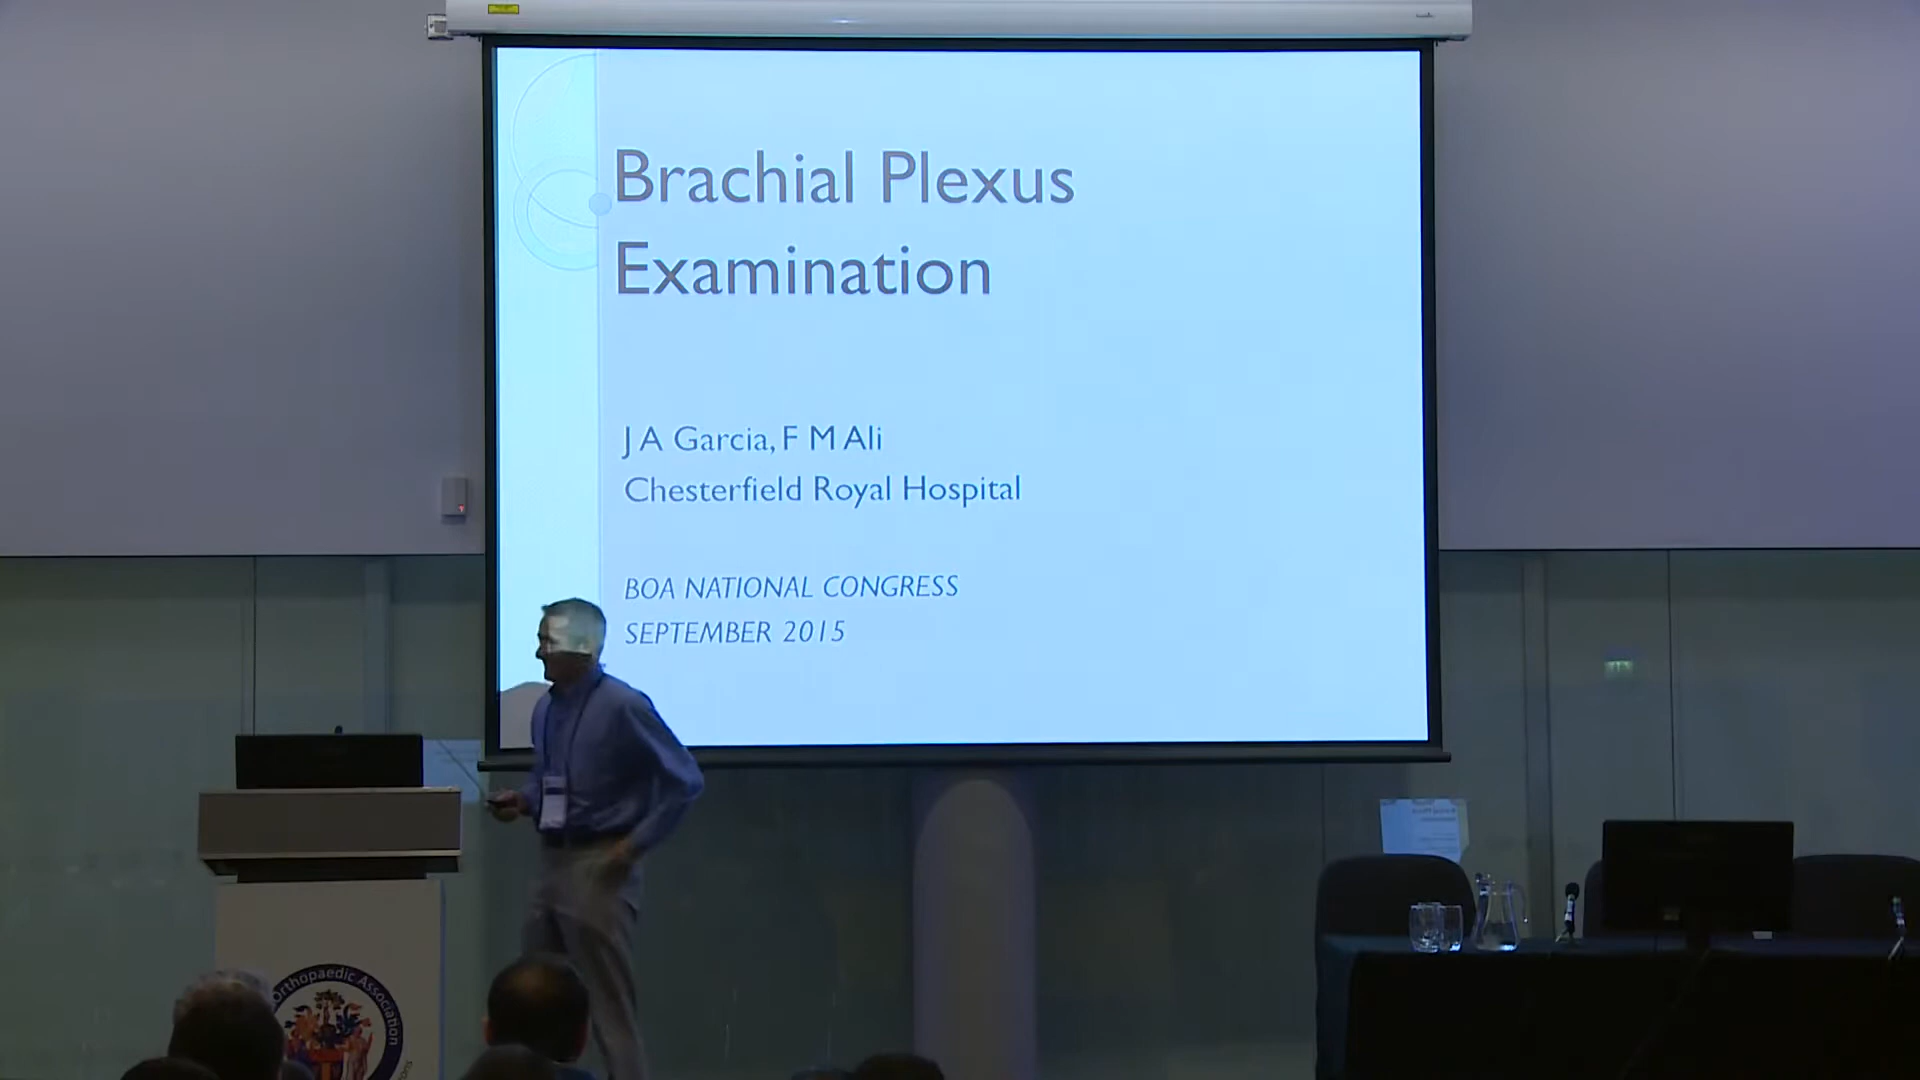 Brachial Plexus
Examination
J A Garcia, F M Ali
Chesterfield Royal Hospital
BOA NATIONAL CONGRESS
SEPTEMBER 2015
Orthopaedic Association